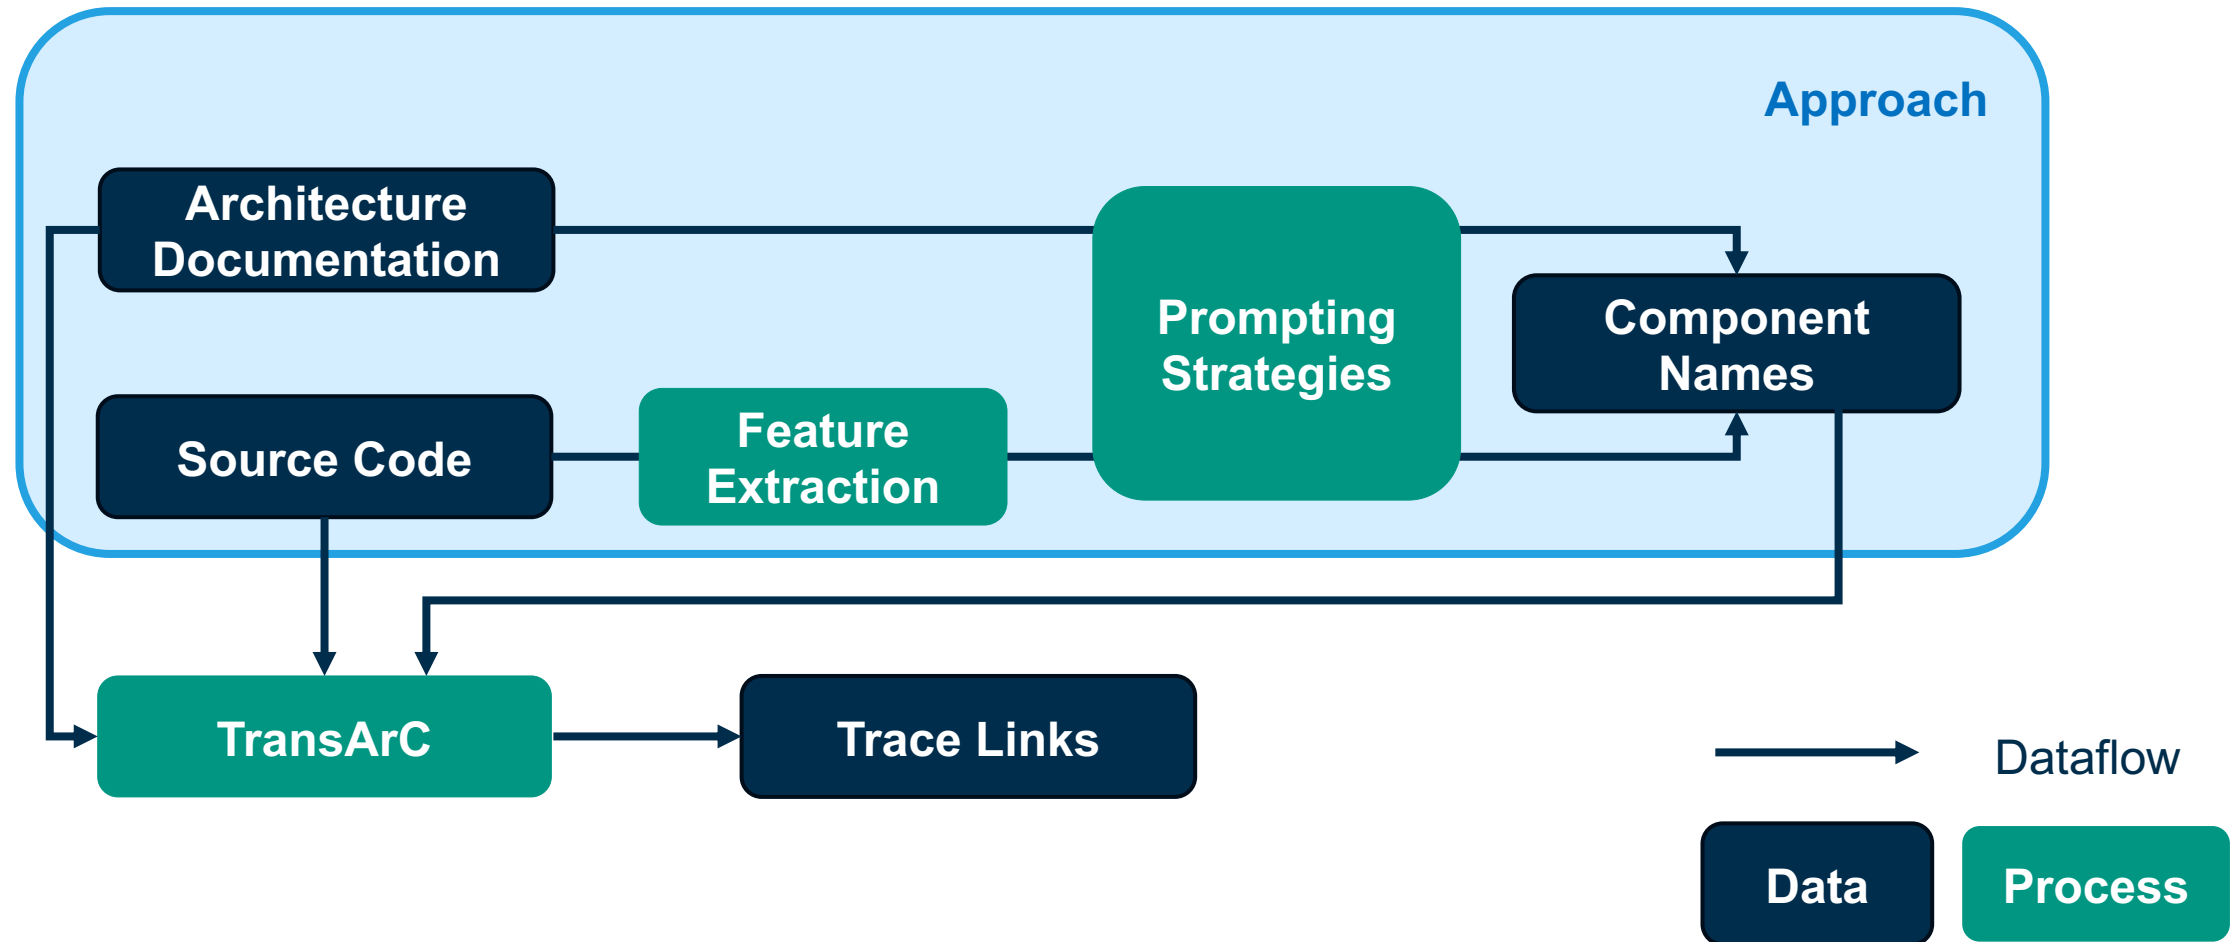 Approach
Architecture
Documentation
Prompting
Strategies
Component
Names
Source Code
Feature
Extraction
TransArC
Trace Links
Dataflow
Data
Process